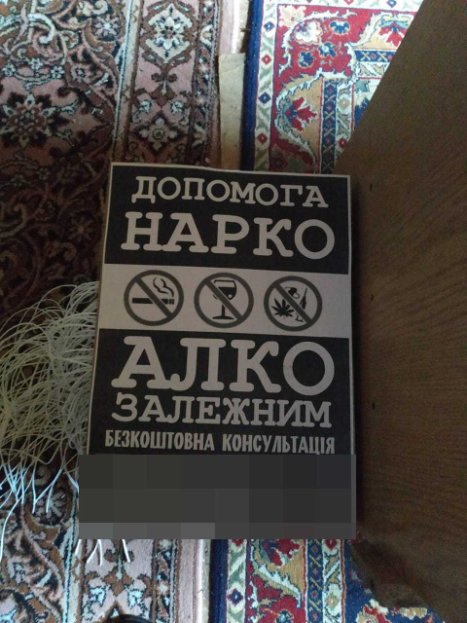 ДОПОМОГА
НАРКО
АЛКО
ЗАЛЕЖНИМ
БЕЗКОШТОВНА КОНСУЛЬТАЦІЯ